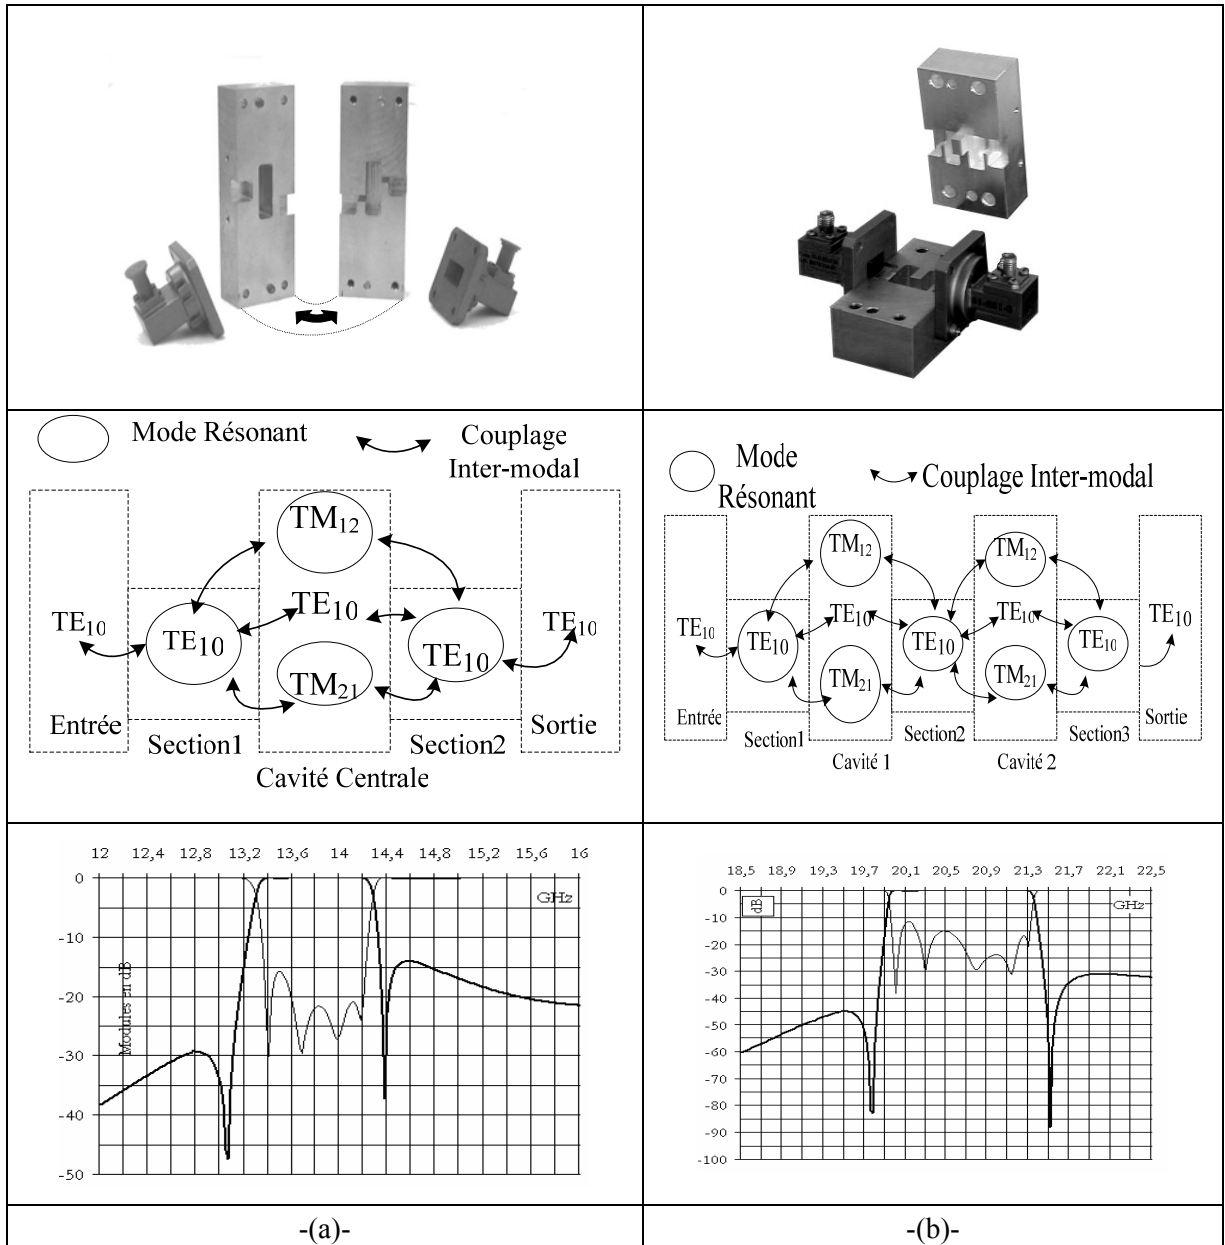 Mode Résonant
Couplage
Inter-modal
TM12
TE10
TE10
TE10
TE10
TE10
TM21
Entrée
Section1
Section2
Sortie
Cavité Centrale
Mode
Résonant
Couplage Inter-modal
TM12
TM12
TE10
TE10
TE10
TE10
TE10
TE10
TE10
TM21
TM21
Entrée
Section1
Section2
Section3
Sortie
Cavité 1
Cavité 2
12 12,4 12,8 13,2 13,6 14 14,4 14,8 15,2 15,6 16
0
GHz
-10
-20
-30
-40
-50
Modules en dB
18,5 18,9 19,3 19,7 20,1 20,5 20,9 21,3 21,7 22,1 22,5
0
dB
GHz
-10
-20
-30
-40
-50
-60
-70
-80
-90
-100
-(a)-
-(b)-